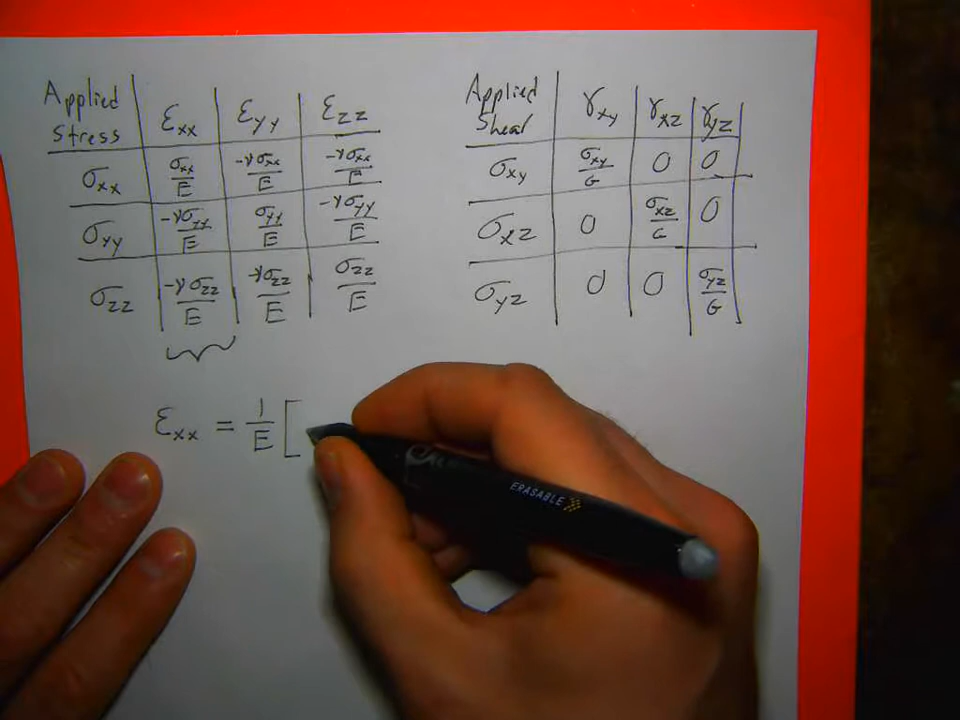 Applied Stress | εxx | εyy | εzz
σxx | σxx/E | -νσxx/E | -νσxx/E
σyy | -νσyy/E | σyy/E | -νσyy/E
σzz | -νσzz/E | -νσzz/E | σzz/E
Applied Shear | γxy | γxz | γyz
σxy | σxy/G | 0 | 0
σxz | 0 | σxz/G | 0
σyz | 0 | 0 | σyz/G
εxx = 1/E [
ERASABLE